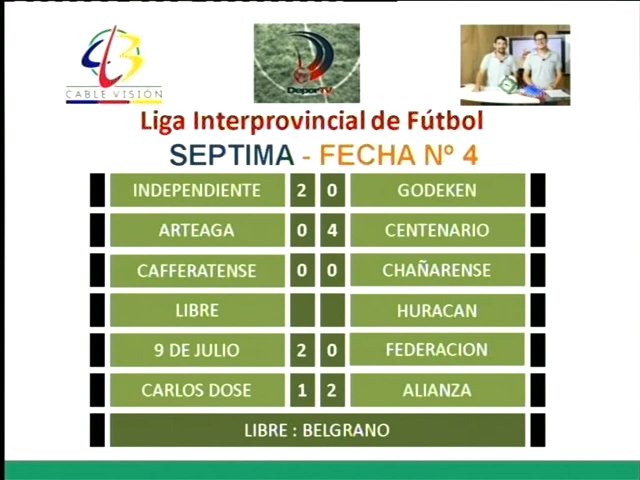 CABLE VISION
DeporTV
Liga Interprovincial de Fútbol
SEPTIMA - FECHA Nº 4
INDEPENDIENTE 2 0 GODEKEN
ARTEAGA 0 4 CENTENARIO
CAFFERATENSE 0 0 CHAÑARENSE
LIBRE HURACAN
9 DE JULIO 2 0 FEDERACION
CARLOS DOSE 1 2 ALIANZA
LIBRE : BELGRANO